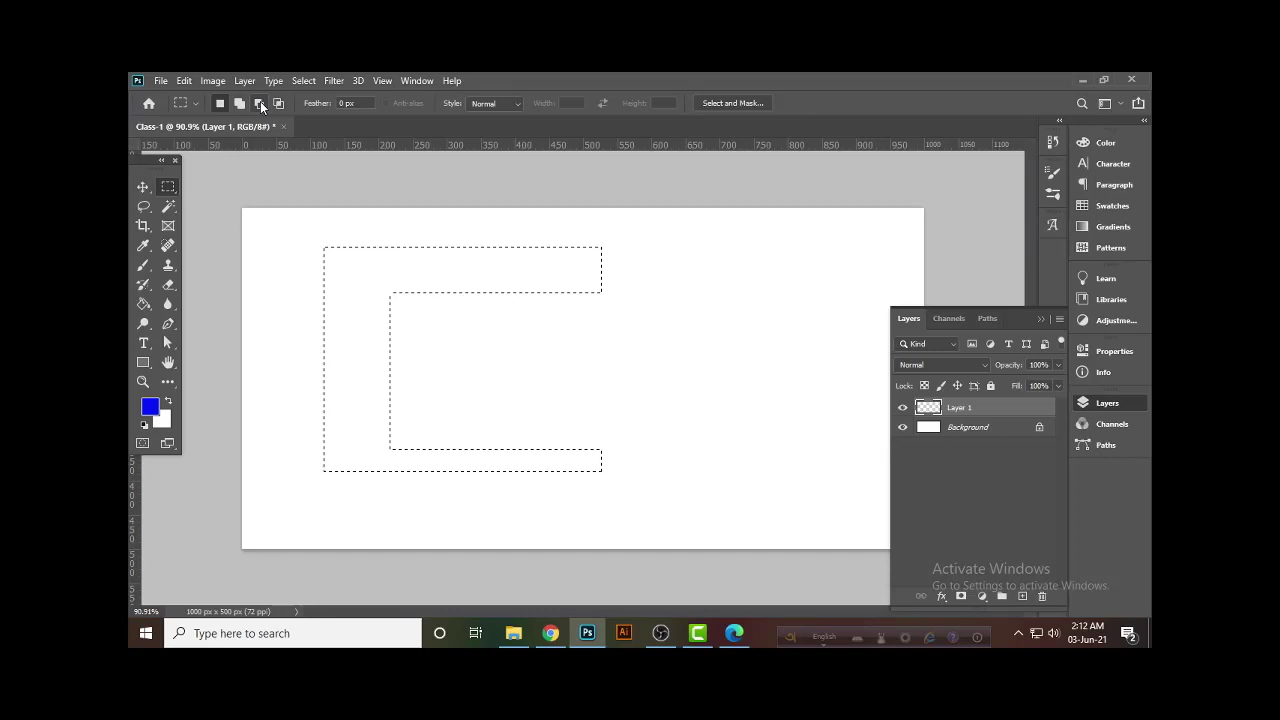 Ps File Edit Image Layer Type Select Filter 3D View Window Help
Feather: 0 px Anti-alias Style: Normal Width: Height: Select and Mask...
Class-1 @ 90.9% (Layer 1, RGB/8#) * ×
150 100 50 0 50 100 150 200 250 300 350 400 450 500 550 600 650 700 750 800 850 900 950 1000 1050 1100
Color
Character
Paragraph
Swatches
Gradients
Patterns
Learn
Libraries
Adjustme...
Properties
Info
Layers
Channels
Paths
Layers Channels Paths
Kind
Normal Opacity: 100%
Lock: Fill: 100%
Layer 1
Background
Activate Windows
Go to Settings to activate Windows.
fx
90.91% 1000 px x 500 px (72 ppi)
Type here to search
Ps
Ai
English
2:12 AM
03-Jun-21
2